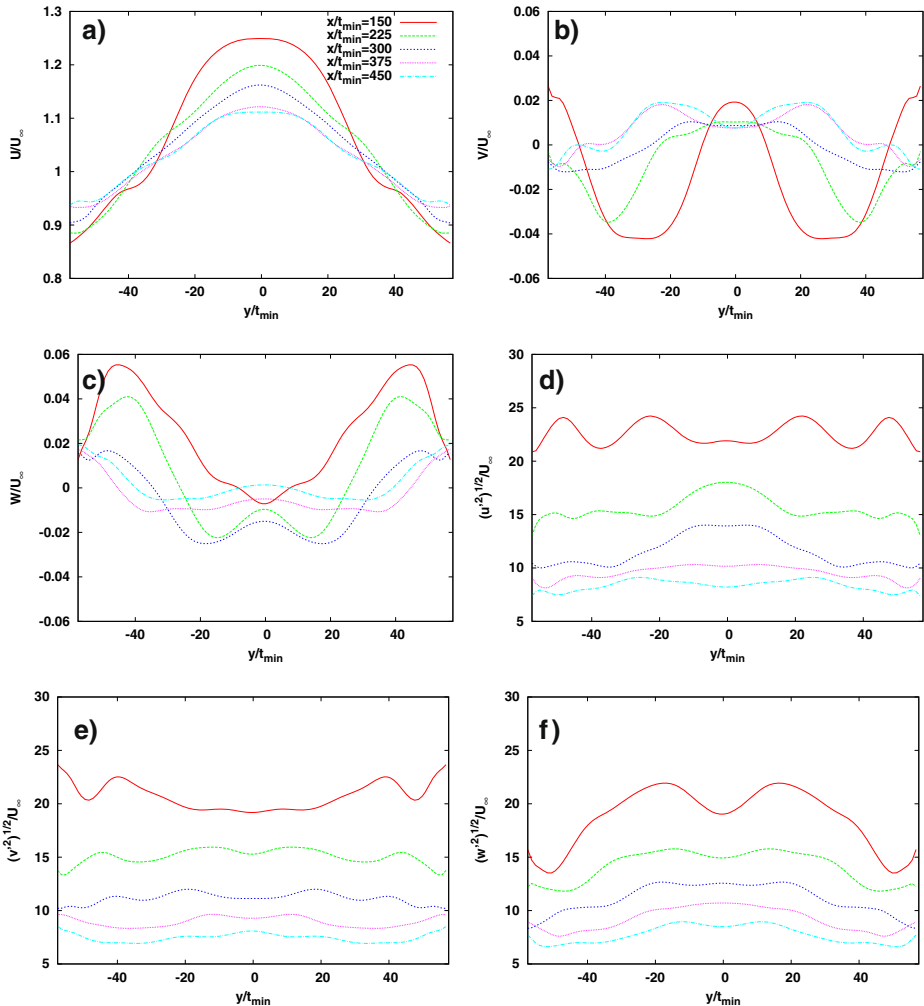 a)
x/tmin=150
x/tmin=225
x/tmin=300
x/tmin=375
x/tmin=450
1.3
1.2
1.1
1
0.9
0.8
U/U∞
-40 -20 0 20 40
y/tmin
b)
0.06
0.04
0.02
0
-0.02
-0.04
-0.06
V/U∞
-40 -20 0 20 40
y/tmin
c)
0.06
0.04
0.02
0
-0.02
-0.04
-0.06
W/U∞
-40 -20 0 20 40
y/tmin
d)
30
25
20
15
10
5
(u'2)1/2/U∞
-40 -20 0 20 40
y/tmin
e)
30
25
20
15
10
5
(v'2)1/2/U∞
-40 -20 0 20 40
y/tmin
f)
30
25
20
15
10
5
(w'2)1/2/U∞
-40 -20 0 20 40
y/tmin